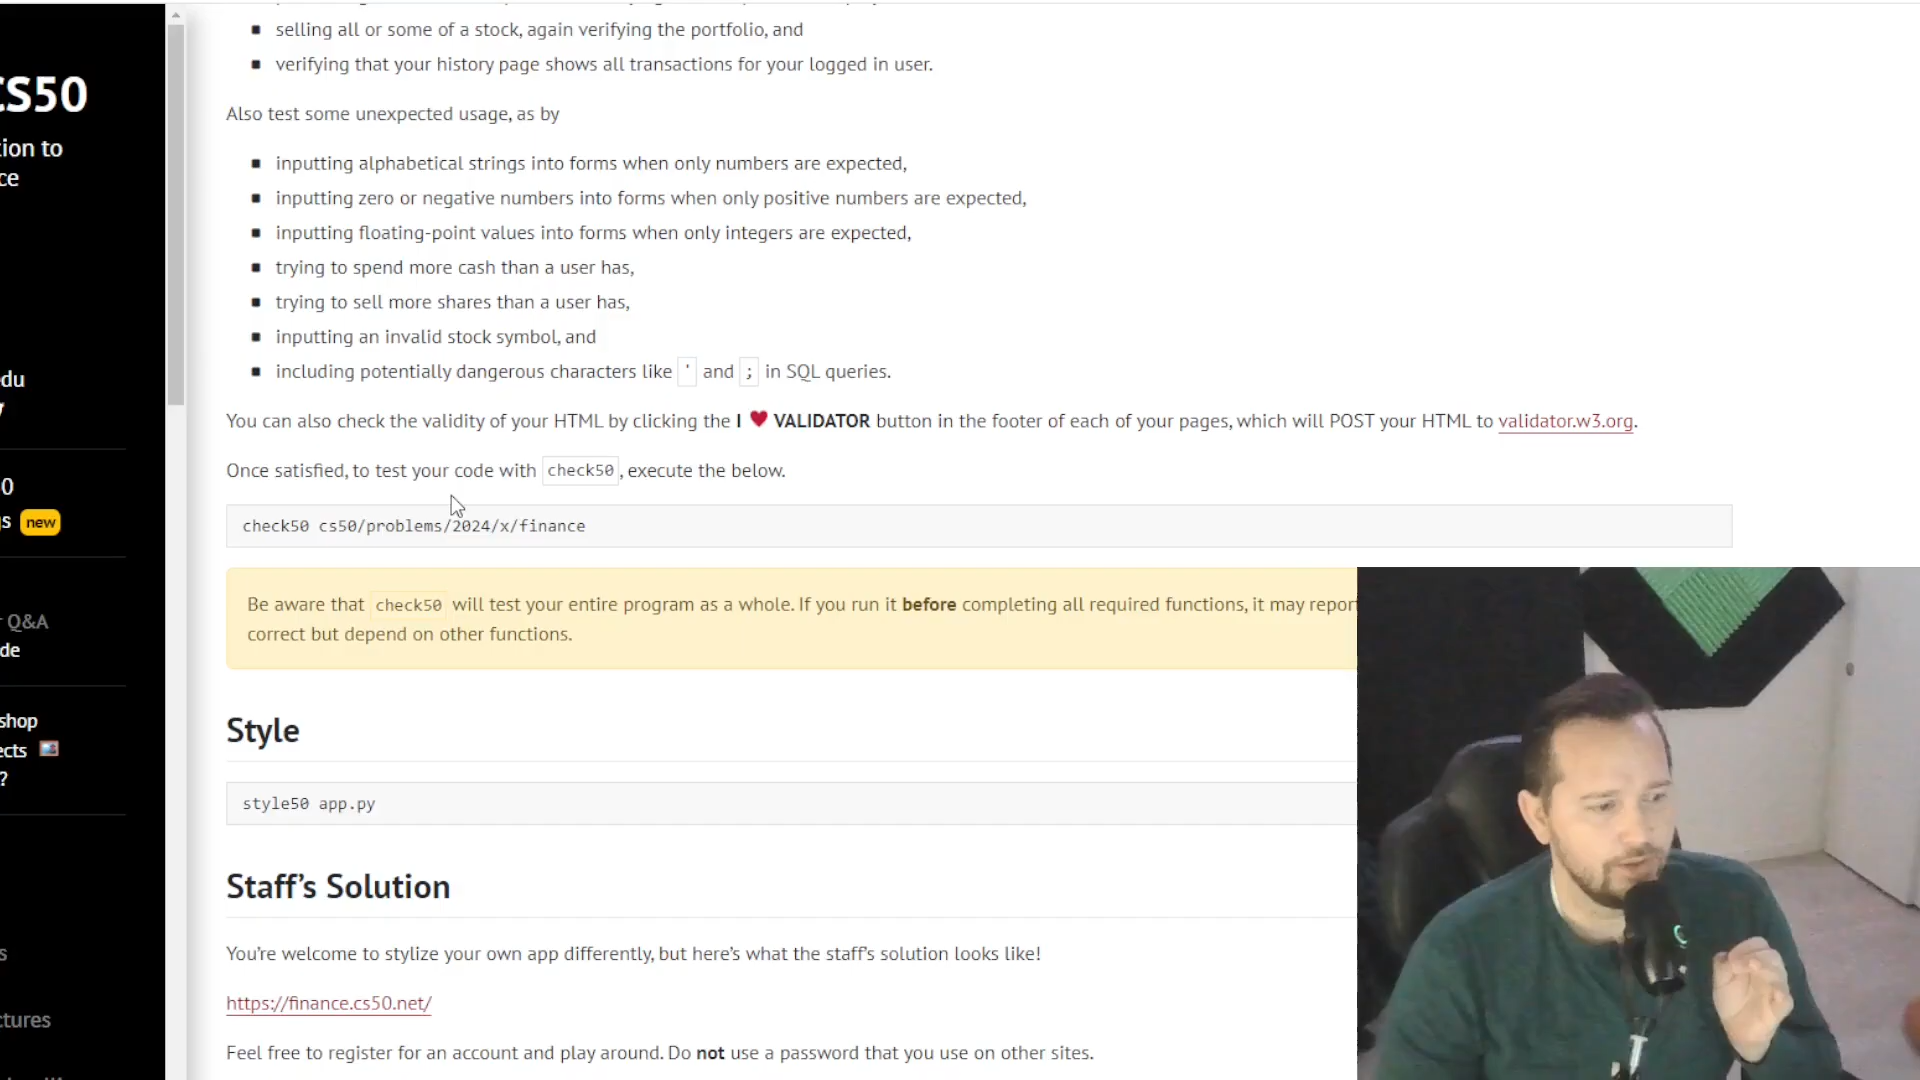 selling all or some of a stock, again verifying the portfolio, and
verifying that your history page shows all transactions for your logged in user.
Also test some unexpected usage, as by
inputting alphabetical strings into forms when only numbers are expected,
inputting zero or negative numbers into forms when only positive numbers are expected,
inputting floating-point values into forms when only integers are expected,
trying to spend more cash than a user has,
trying to sell more shares than a user has,
inputting an invalid stock symbol, and
including potentially dangerous characters like ' and ; in SQL queries.
You can also check the validity of your HTML by clicking the I ♥ VALIDATOR button in the footer of each of your pages, which will POST your HTML to validator.w3.org.
Once satisfied, to test your code with check50, execute the below.
check50 cs50/problems/2024/x/finance
Be aware that check50 will test your entire program as a whole. If you run it before completing all required functions, it may report
correct but depend on other functions.
Style
style50 app.py
Staff’s Solution
You’re welcome to stylize your own app differently, but here’s what the staff’s solution looks like!
https://finance.cs50.net/
Feel free to register for an account and play around. Do not use a password that you use on other sites.
CS50
ion to
ce
du
0
s new
Q&A
de
shop
ects
?
s
ctures